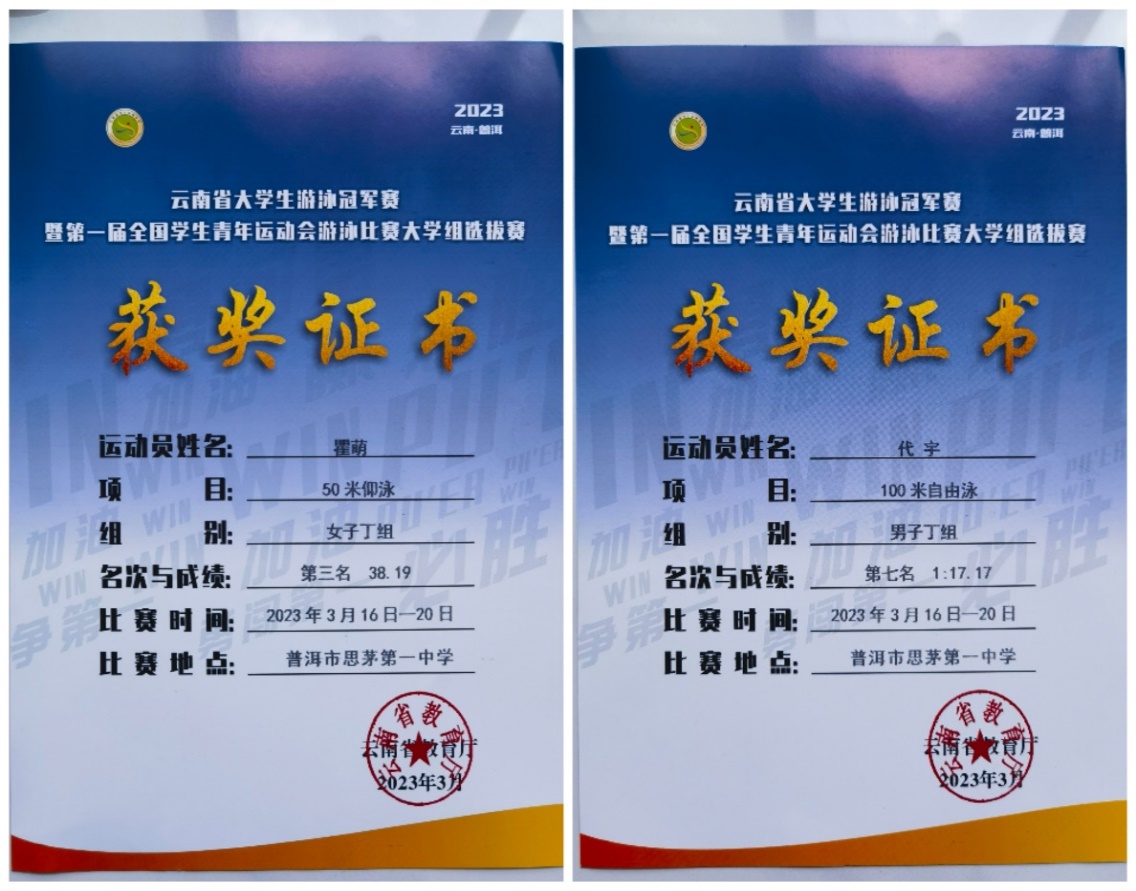 2023
云南·普洱
云南省大学生游泳冠军赛
暨第一届全国学生青年运动会游泳比赛大学组选拔赛
获奖证书
运动员姓名: 瞿萌
项目: 50米仰泳
组别: 女子丁组
名次与成绩: 第三名 38.19
比赛时间: 2023年3月16日—20日
比赛地点: 普洱市思茅第一中学
云南省教育厅
云南省教育厅
2023年3月
2023
云南·普洱
云南省大学生游泳冠军赛
暨第一届全国学生青年运动会游泳比赛大学组选拔赛
获奖证书
运动员姓名: 代宇
项目: 100米自由泳
组别: 男子丁组
名次与成绩: 第七名 1:17.17
比赛时间: 2023年3月16日—20日
比赛地点: 普洱市思茅第一中学
云南省教育厅
云南省教育厅
2023年3月